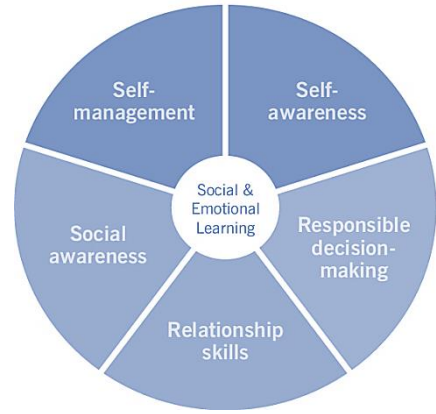 Self-
management
Self-
awareness
Social &
Emotional
Learning
Social
awareness
Responsible
decision-
making
Relationship
skills